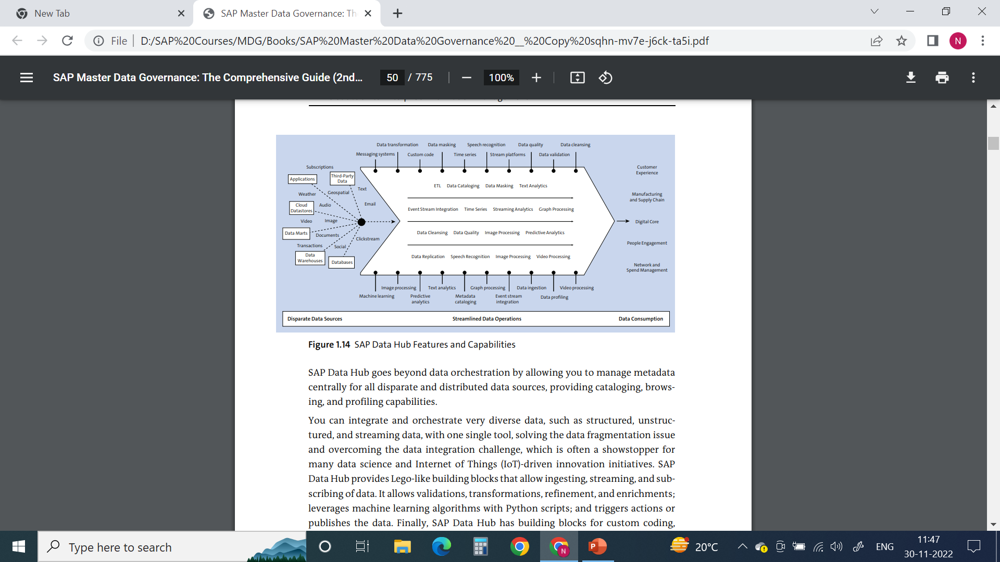 New Tab
SAP Master Data Governance: Th
File
D:/SAP%20Courses/MDG/Books/SAP%20Master%20Data%20Governance%20__%20Copy%20sqhn-mv7e-j6ck-ta5i.pdf
N
SAP Master Data Governance: The Comprehensive Guide (2nd...
50 / 775
100%
Data transformation Data masking Speech recognition Data quality Data cleansing
Messaging systems Custom code Time series Stream platforms Data validation
Subscriptions
Applications
Third-Party
Data
Text
Weather
Geospatial
Email
Cloud
Datastores
Audio
Video
Image
Data Marts
Documents
Clickstream
Transactions
Social
Data
Warehouses
Databases
ETL Data Cataloging Data Masking Text Analytics
Event Stream Integration Time Series Streaming Analytics Graph Processing
Data Cleansing Data Quality Image Processing Predictive Analytics
Data Replication Speech Recognition Image Processing Video Processing
Customer
Experience
Manufacturing
and Supply Chain
Digital Core
People Engagement
Network and
Spend Management
Image processing Text analytics Graph processing Data ingestion Video processing
Machine learning
Predictive
analytics
Metadata
cataloging
Event stream
integration
Data profiling
Disparate Data Sources Streamlined Data Operations Data Consumption
Figure 1.14 SAP Data Hub Features and Capabilities
SAP Data Hub goes beyond data orchestration by allowing you to manage metadata
centrally for all disparate and distributed data sources, providing cataloging, brows-
ing, and profiling capabilities.
You can integrate and orchestrate very diverse data, such as structured, unstruc-
tured, and streaming data, with one single tool, solving the data fragmentation issue
and overcoming the data integration challenge, which is often a showstopper for
many data science and Internet of Things (IoT)-driven innovation initiatives. SAP
Data Hub provides Lego-like building blocks that allow ingesting, streaming, and sub-
scribing of data. It allows validations, transformations, refinement, and enrichments;
leverages machine learning algorithms with Python scripts; and triggers actions or
publishes the data. Finally, SAP Data Hub has building blocks for custom coding,
Type here to search
N
P
20°C
ENG
11:47
30-11-2022